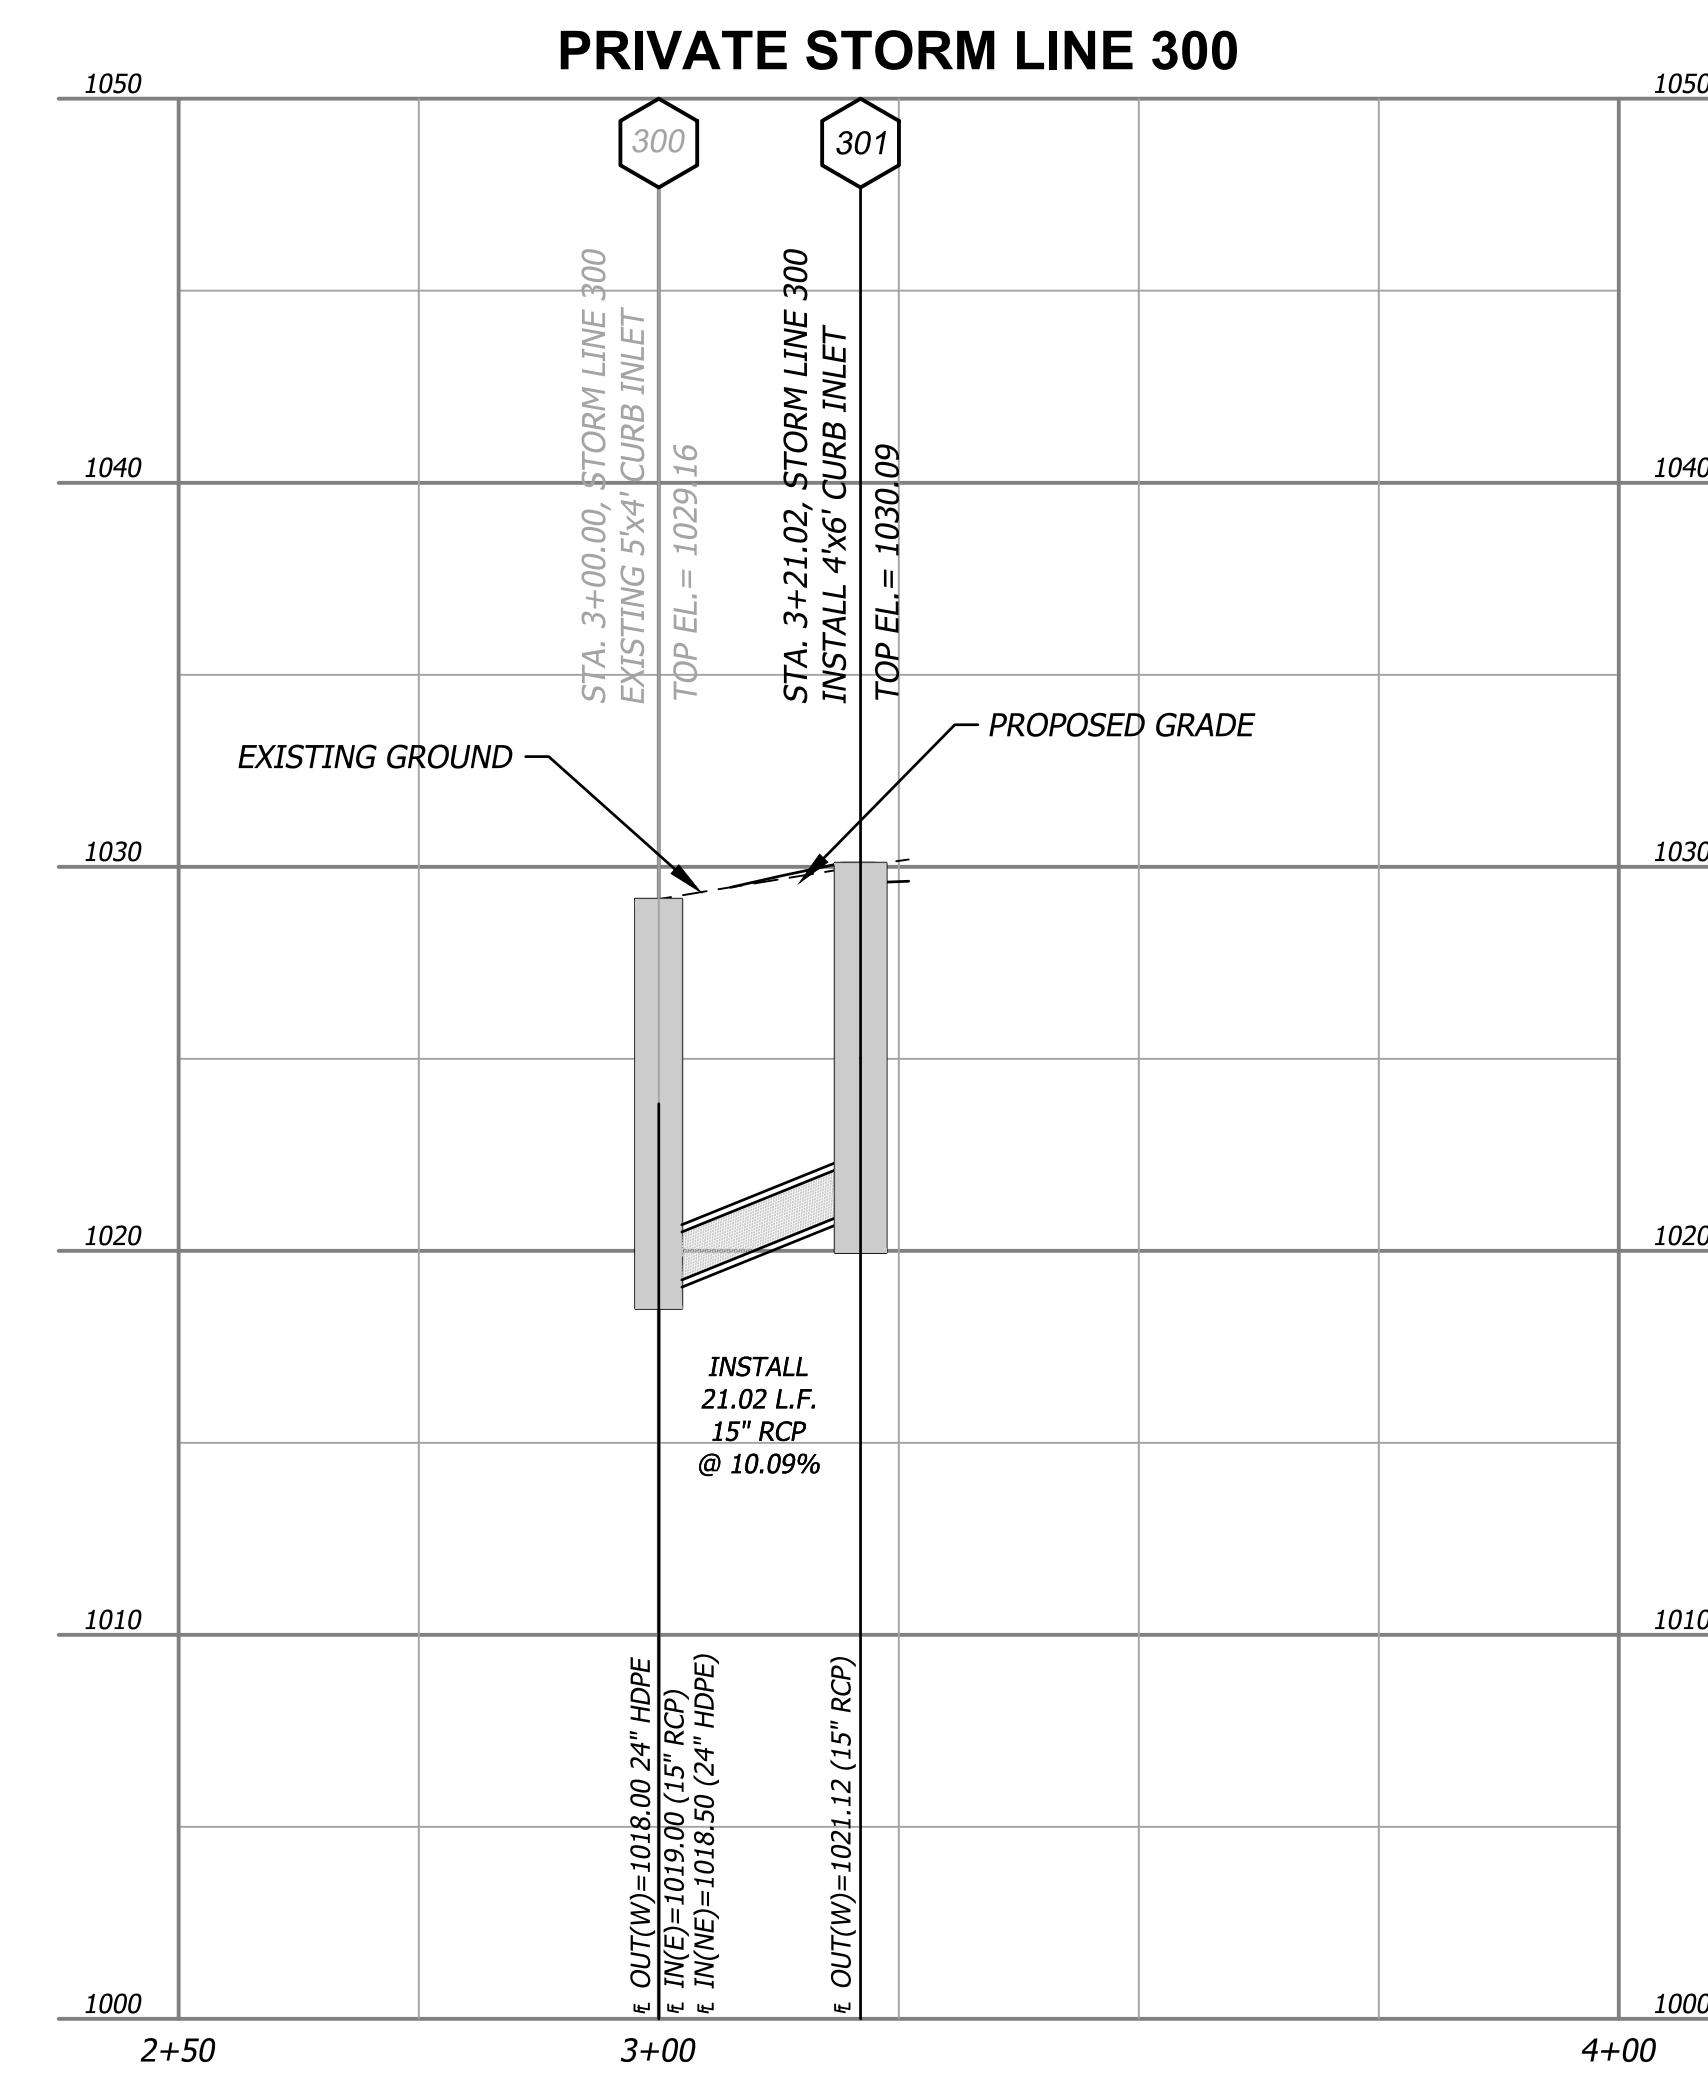 PRIVATE STORM LINE 300
1050
1050
300
301
STA. 3+00.00, STORM LINE 300
EXISTING 5'x4' CURB INLET
TOP EL.= 1029.16
STA. 3+21.02, STORM LINE 300
INSTALL 4'x6' CURB INLET
TOP EL.= 1030.09
1040
1040
PROPOSED GRADE
EXISTING GROUND
1030
1030
1020
1020
INSTALL
21.02 L.F.
15" RCP
@ 10.09%
1010
1010
FL OUT(W)=1018.00 24" HDPE
FL IN(E)=1019.00 (15" RCP)
FL IN(NE)=1018.50 (24" HDPE)
FL OUT(W)=1021.12 (15" RCP)
1000
1000
2+50
3+00
4+00